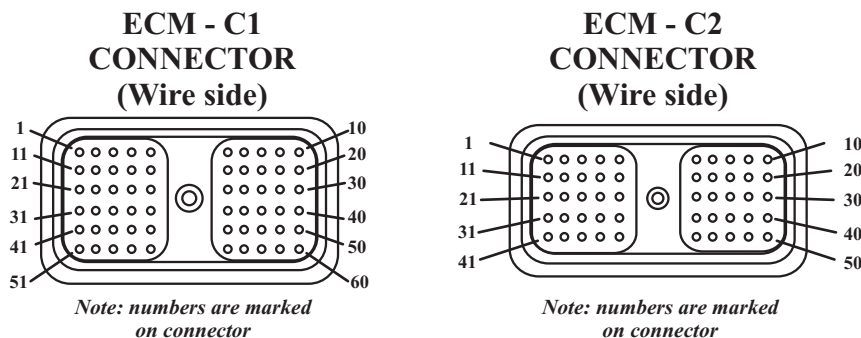 ECM - C1
CONNECTOR
(Wire side)
1
10
11
20
21
30
31
40
41
50
51
60
Note: numbers are marked
on connector
ECM - C2
CONNECTOR
(Wire side)
1
10
11
20
21
30
31
40
41
50
Note: numbers are marked
on connector